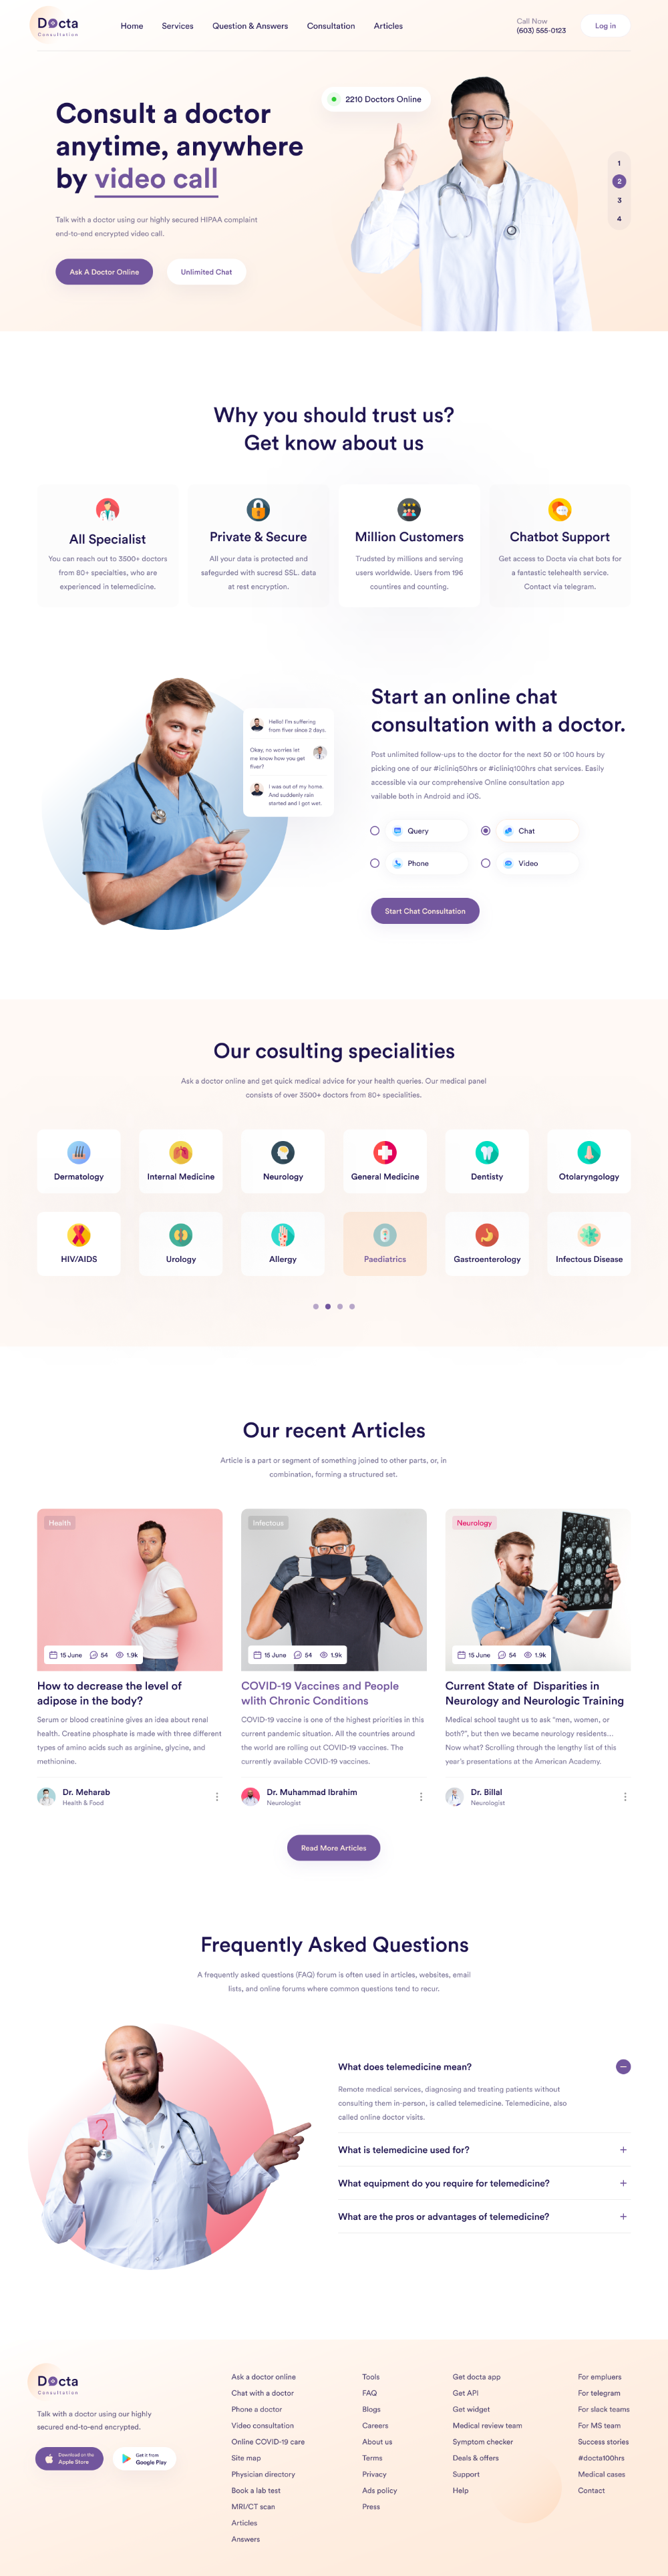 Docta
Consultation
Home
Services
Question & Answers
Consultation
Articles
Call Now
(603) 555-0123
Log in
Consult a doctor
anytime, anywhere
by video call
Talk with a doctor using our highly secured HIPAA complaint
end-to-end encrypted video call.
Ask A Doctor Online
Unlimited Chat
2210 Doctors Online
1
2
3
4
Why you should trust us?
Get know about us
All Specialist
You can reach out to 3500+ doctors
from 80+ specialties, who are
experienced in telemedicine.
Private & Secure
All your data is protected and
safegurded with sucresd SSL. data
at rest encryption.
Million Customers
Trudsted by millions and serving
users worldwide. Users from 196
countires and counting.
Chatbot Support
Get access to Docta via chat bots for
a fantastic telehealth service.
Contact via telegram.
Hello! I'm suffering
from fiver since 2 days.
Okay, no worries let
me know how you get
fiver?
I was out of my home.
And suddenly rain
started and I got wet.
Start an online chat
consultation with a doctor.
Post unlimited follow-ups to the doctor for the next 50 or 100 hours by
picking one of our #icliniq50hrs or #icliniq100hrs chat services. Easily
accessible via our comprehensive Online consultation app
vailable both in Android and iOS.
Query
Chat
Phone
Video
Start Chat Consultation
Our cosulting specialities
Ask a doctor online and get quick medical advice for your health queries. Our medical panel
consists of over 3500+ doctors from 80+ specialities.
Dermatology
Internal Medicine
Neurology
General Medicine
Dentisty
Otolaryngology
HIV/AIDS
Urology
Allergy
Paediatrics
Gastroenterology
Infectous Disease
Our recent Articles
Article is a part or segment of something joined to other parts, or, in
combination, forming a structured set.
Health
15 June
54
1.9k
How to decrease the level of
adipose in the body?
Serum or blood creatinine gives an idea about renal
health. Creatine phosphate is made with three different
types of amino acids such as arginine, glycine, and
methionine.
Dr. Meharab
Health & Food
Infectous
15 June
54
1.9k
COVID-19 Vaccines and People
wlith Chronic Conditions
COVID-19 vaccine is one of the highest priorities in this
current pandemic situation. All the countries around
the world are rolling out COVID-19 vaccines. The
currently available COVID-19 vaccines.
Dr. Muhammad Ibrahim
Neurologist
Neurology
15 June
54
1.9k
Current State of Disparities in
Neurology and Neurologic Training
Medical school taught us to ask “men, women, or
both?”, but then we became neurology residents…
Now what? Scrolling through the lengthy list of this
year’s presentations at the American Academy.
Dr. Billal
Neurologist
Read More Articles
Frequently Asked Questions
A frequently asked questions (FAQ) forum is often used in articles, websites, email
lists, and online forums where common questions tend to recur.
?
What does telemedicine mean?
Remote medical services, diagnosing and treating patients without
consulting them in-person, is called telemedicine. Telemedicine, also
called online doctor visits.
What is telemedicine used for?
What equipment do you require for telemedicine?
What are the pros or advantages of telemedicine?
Docta
Consultation
Talk with a doctor using our highly
secured end-to-end encrypted.
Download on the
Apple Store
Get it from
Google Play
Ask a doctor online
Chat with a doctor
Phone a doctor
Video consultation
Online COVID-19 care
Site map
Physician directory
Book a lab test
MRI/CT scan
Articles
Answers
Tools
FAQ
Blogs
Careers
About us
Terms
Privacy
Ads policy
Press
Get docta app
Get API
Get widget
Medical review team
Symptom checker
Deals & offers
Support
Help
For empluers
For telegram
For slack teams
For MS team
Success stories
#docta100hrs
Medical cases
Contact